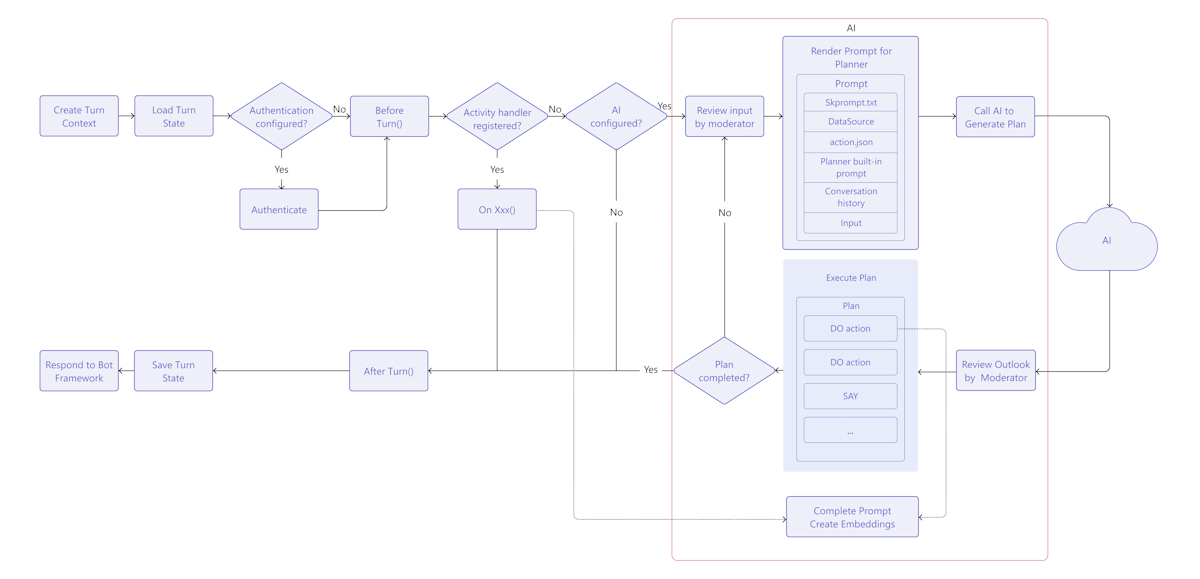 AI
Create Turn
Context
Load Turn
State
Authentication
configured?
No
Before
Turn()
Activity handler
registered?
No
AI
configured?
Yes
Review input
by moderator
Render Prompt for
Planner
Prompt
Skprompt.txt
DataSource
action.json
Planner built-in
prompt
Conversation
history
Input
Call AI to
Generate Plan
Yes
Authenticate
Yes
On Xxx()
No
No
AI
Execute Plan
Plan
DO action
DO action
SAY
...
Respond to Bot
Framework
Save Turn
State
After Turn()
Yes
Plan
completed?
Review Outlook
by Moderator
Complete Prompt
Create Embeddings